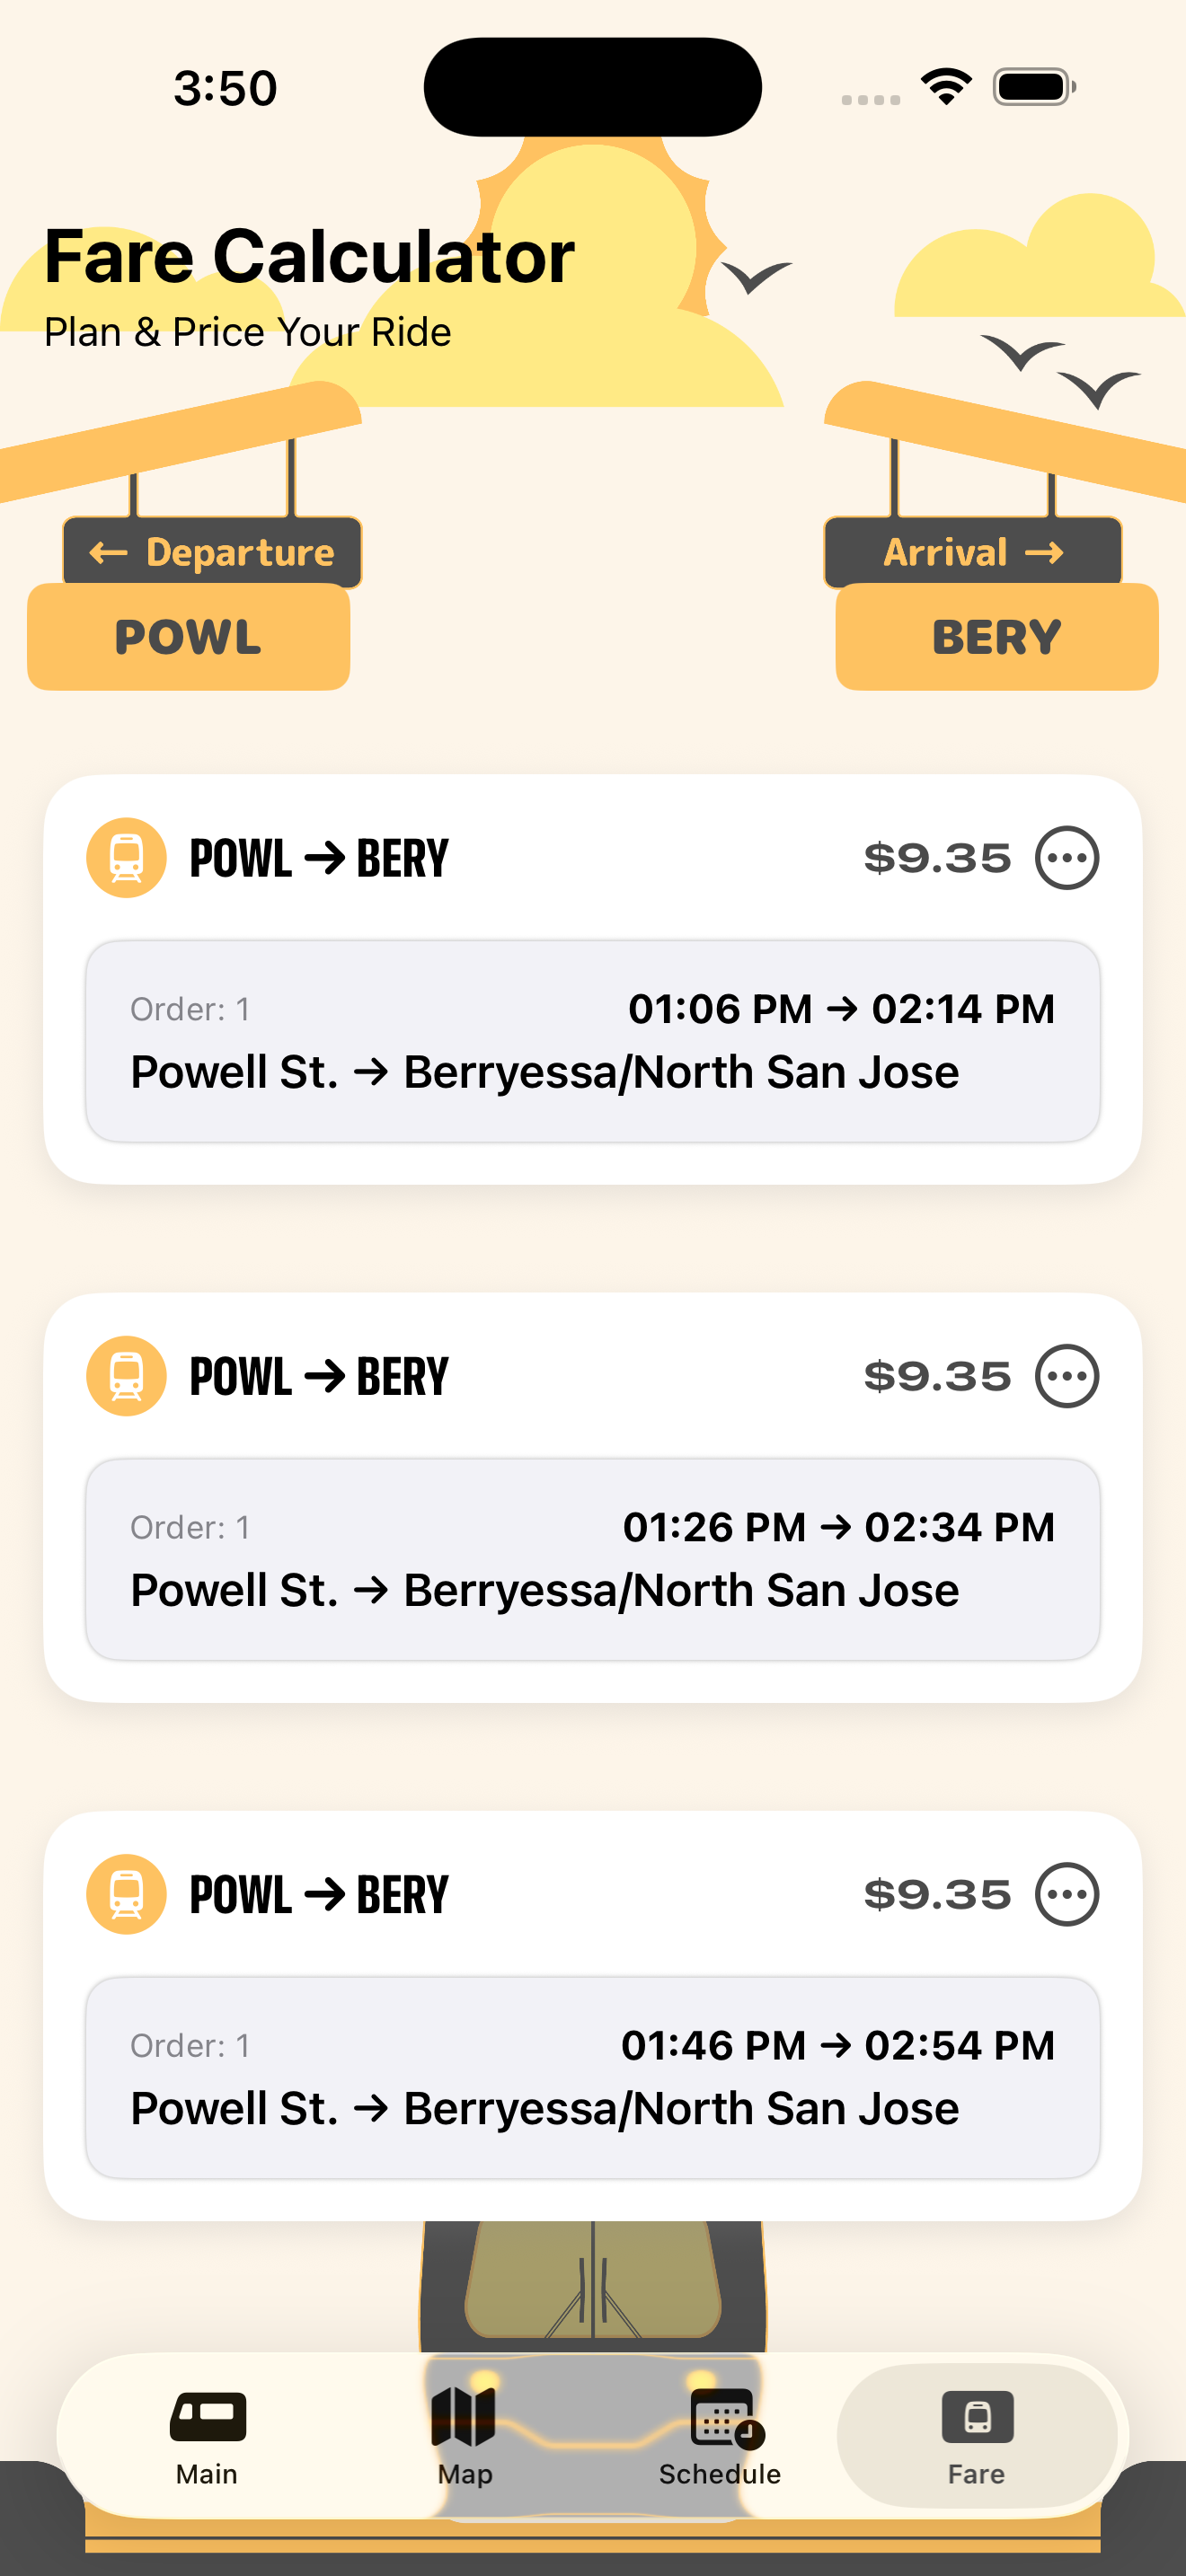 3:50
Fare Calculator
Plan & Price Your Ride
← Departure
Arrival →
POWL
BERY
POWL → BERY
$9.35
Order: 1
01:06 PM → 02:14 PM
Powell St. → Berryessa/North San Jose
POWL → BERY
$9.35
Order: 1
01:26 PM → 02:34 PM
Powell St. → Berryessa/North San Jose
POWL → BERY
$9.35
Order: 1
01:46 PM → 02:54 PM
Powell St. → Berryessa/North San Jose
Main
Map
Schedule
Fare